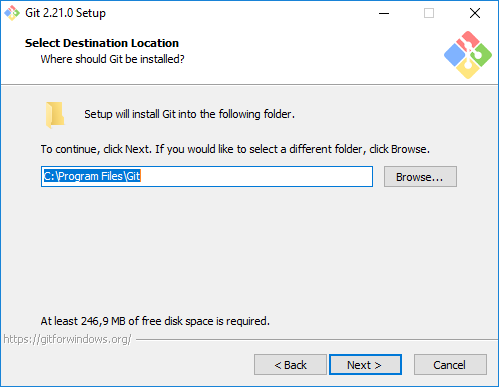 Git 2.21.0 Setup
Select Destination Location
Where should Git be installed?
Setup will install Git into the following folder.
To continue, click Next. If you would like to select a different folder, click Browse.
C:\Program Files\Git
Browse...
At least 246,9 MB of free disk space is required.
https://gitforwindows.org/
< Back
Next >
Cancel